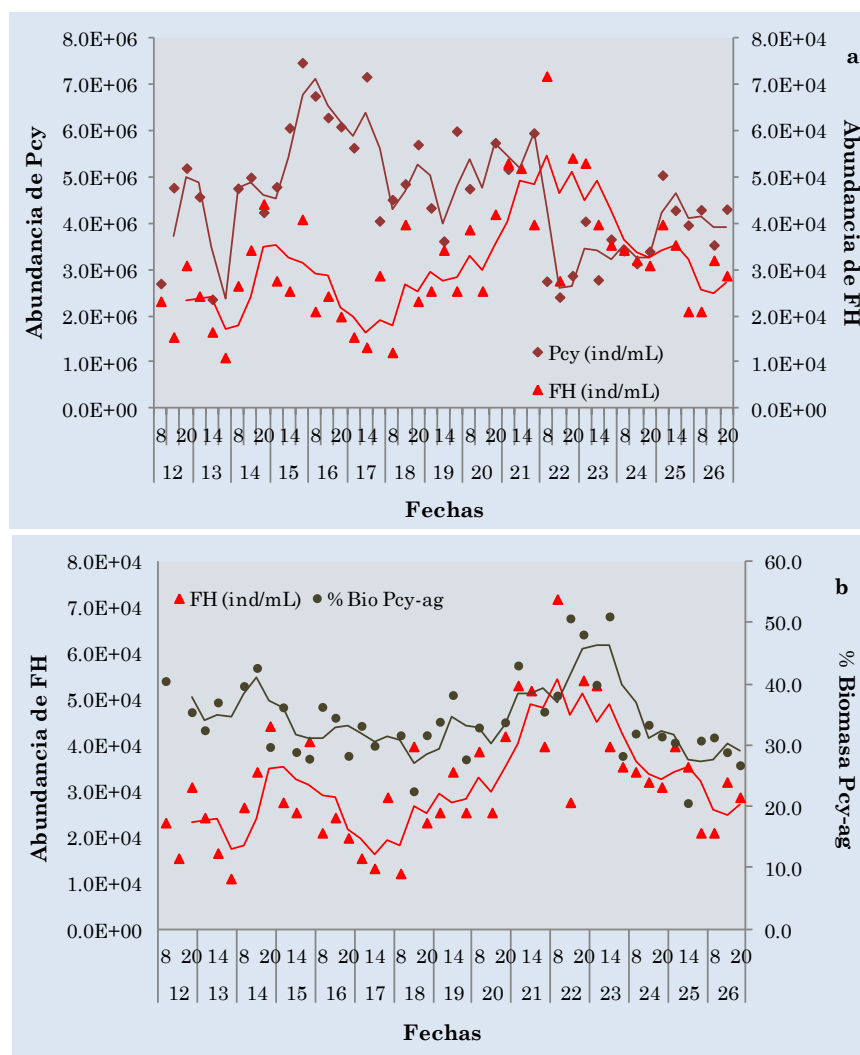 8.0E+06
7.0E+06
6.0E+06
5.0E+06
4.0E+06
3.0E+06
2.0E+06
1.0E+06
0.0E+00
Abundancia de Pcy
8.0E+04
7.0E+04
6.0E+04
5.0E+04
4.0E+04
3.0E+04
2.0E+04
1.0E+04
0.0E+00
a
Abundancia de FH
Pcy (ind/mL)
FH (ind/mL)
8 20 14 8 20 14 8 20 14 8 20 14 8 20 14 8 20 14 8 20 14 8 20
12 13 14 15 16 17 18 19 20 21 22 23 24 25 26
Fechas
8.0E+04
7.0E+04
6.0E+04
5.0E+04
4.0E+04
3.0E+04
2.0E+04
1.0E+04
0.0E+00
Abundancia de FH
FH (ind/mL) % Bio Pcy-ag
60.0
50.0
40.0
30.0
20.0
10.0
0.0
b
% Biomasa Pcy-ag
8 20 14 8 20 14 8 20 14 8 20 14 8 20 14 8 20 14 8 20 14 8 20
12 13 14 15 16 17 18 19 20 21 22 23 24 25 26
Fechas